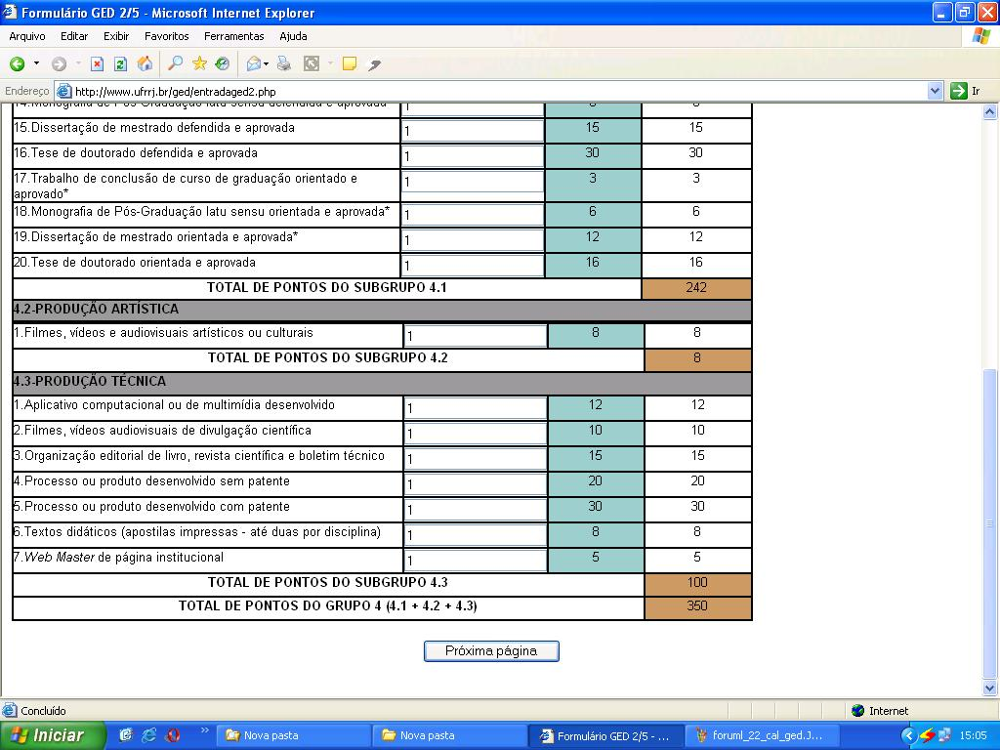 Formulário GED 2/5 - Microsoft Internet Explorer
Arquivo Editar Exibir Favoritos Ferramentas Ajuda
Endereço http://www.ufrrj.br/ged/entradaged2.php Ir
14.Monografia de Pós-Graduação latu sensu defendida e aprovada
15.Dissertação de mestrado defendida e aprovada 1 15 15
16.Tese de doutorado defendida e aprovada 1 30 30
17.Trabalho de conclusão de curso de graduação orientado e 1 3 3
aprovado*
18.Monografia de Pós-Graduação latu sensu orientada e aprovada* 1 6 6
19.Dissertação de mestrado orientada e aprovada* 1 12 12
20.Tese de doutorado orientada e aprovada 1 16 16
TOTAL DE PONTOS DO SUBGRUPO 4.1 242
4.2-PRODUÇÃO ARTÍSTICA
1.Filmes, vídeos e audiovisuais artísticos ou culturais 1 8 8
TOTAL DE PONTOS DO SUBGRUPO 4.2 8
4.3-PRODUÇÃO TÉCNICA
1.Aplicativo computacional ou de multimídia desenvolvido 1 12 12
2.Filmes, vídeos audiovisuais de divulgação científica 1 10 10
3.Organização editorial de livro, revista científica e boletim técnico 1 15 15
4.Processo ou produto desenvolvido sem patente 1 20 20
5.Processo ou produto desenvolvido com patente 1 30 30
6.Textos didáticos (apostilas impressas - até duas por disciplina) 1 8 8
7.Web Master de página institucional 1 5 5
TOTAL DE PONTOS DO SUBGRUPO 4.3 100
TOTAL DE PONTOS DO GRUPO 4 (4.1 + 4.2 + 4.3) 350
Próxima página
Concluído Internet
Iniciar » Nova pasta Nova pasta Formulário GED 2/5 - ... foruml_22_cal_ged.J... 15:05